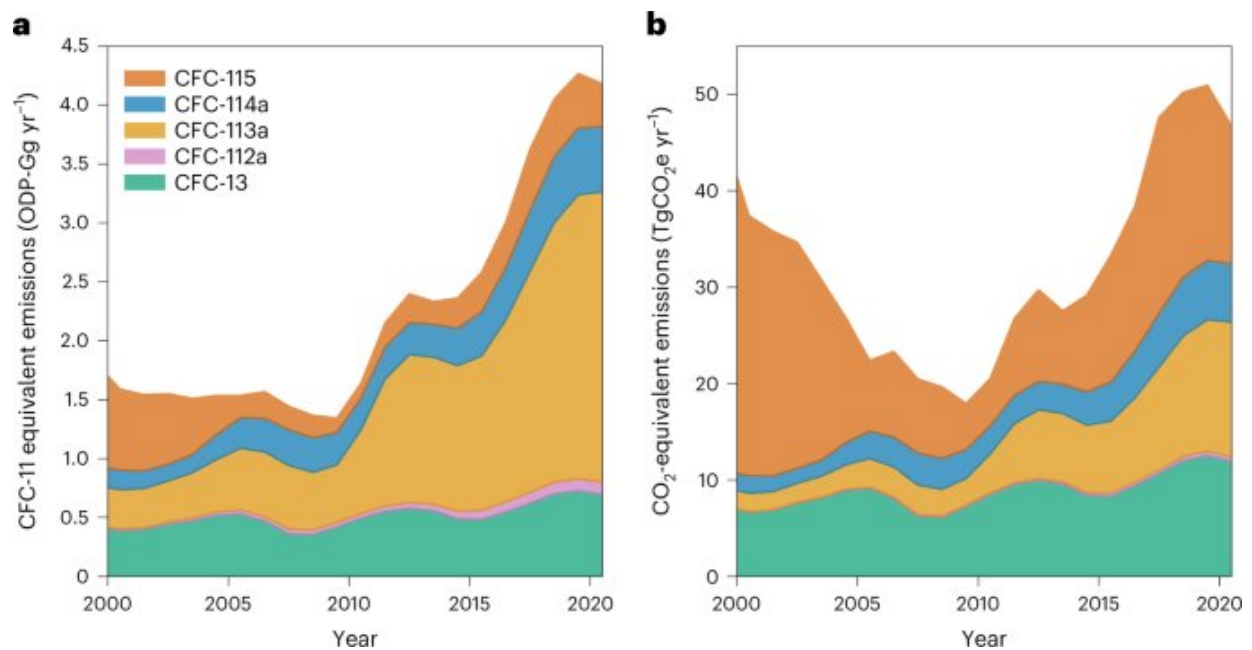 a
CFC-11 equivalent emissions (ODP-Gg yr⁻¹)
4.5
4.0
3.5
3.0
2.5
2.0
1.5
1.0
0.5
0
CFC-115
CFC-114a
CFC-113a
CFC-112a
CFC-13
2000 2005 2010 2015 2020
Year
b
CO₂-equivalent emissions (TgCO₂e yr⁻¹)
50
40
30
20
10
0
2000 2005 2010 2015 2020
Year